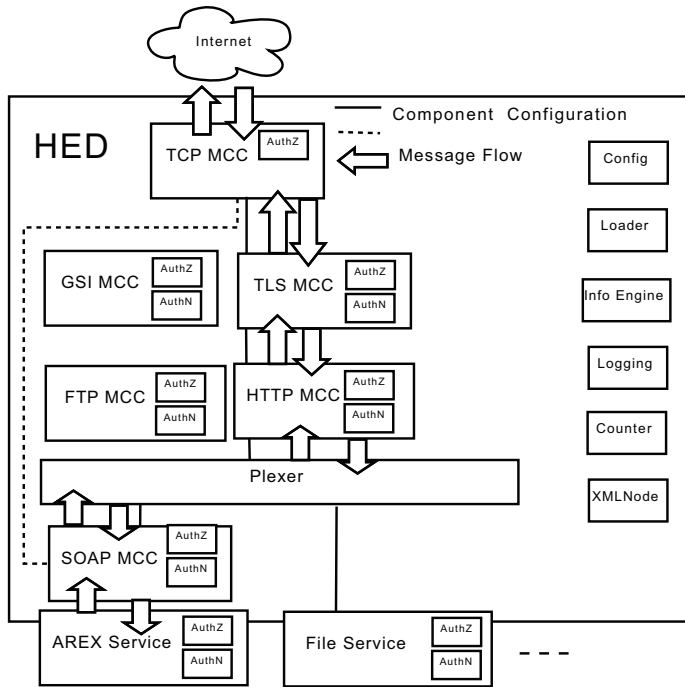 Internet
Component Configuration
HED
TCP MCC
AuthZ
Message Flow
Config
Loader
GSI MCC
AuthZ
AuthN
TLS MCC
AuthZ
AuthN
Info Engine
FTP MCC
AuthZ
AuthN
HTTP MCC
AuthZ
AuthN
Logging
Counter
Plexer
XMLNode
SOAP MCC
AuthZ
AuthN
AREX Service
AuthZ
AuthN
File Service
AuthZ
AuthN